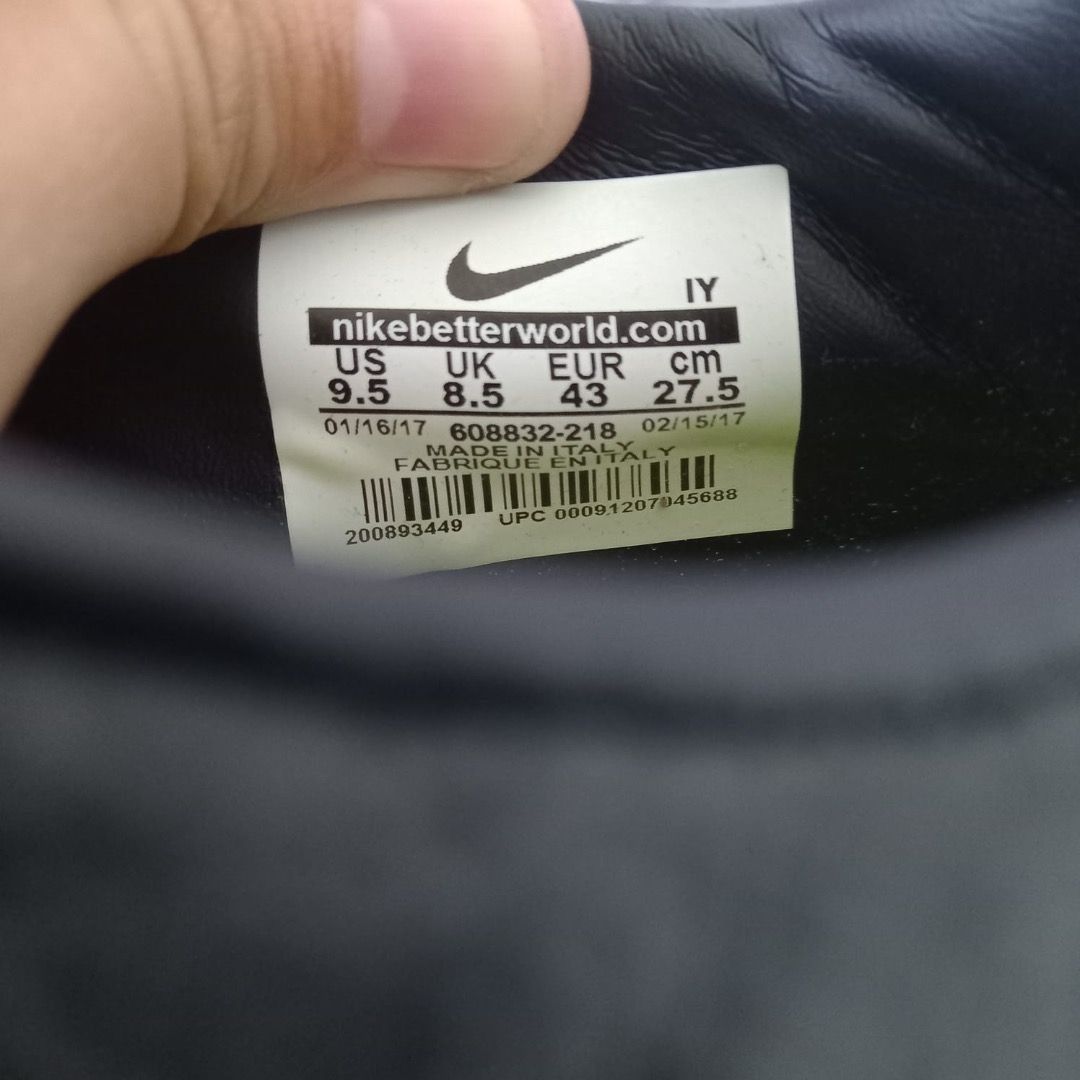 IY
nikebetterworld.com
US UK EUR cm
9.5 8.5 43 27.5
01/16/17 608832-218 02/15/17
MADE IN ITALY
FABRIQUE EN ITALY
200893449 UPC 00091207045688